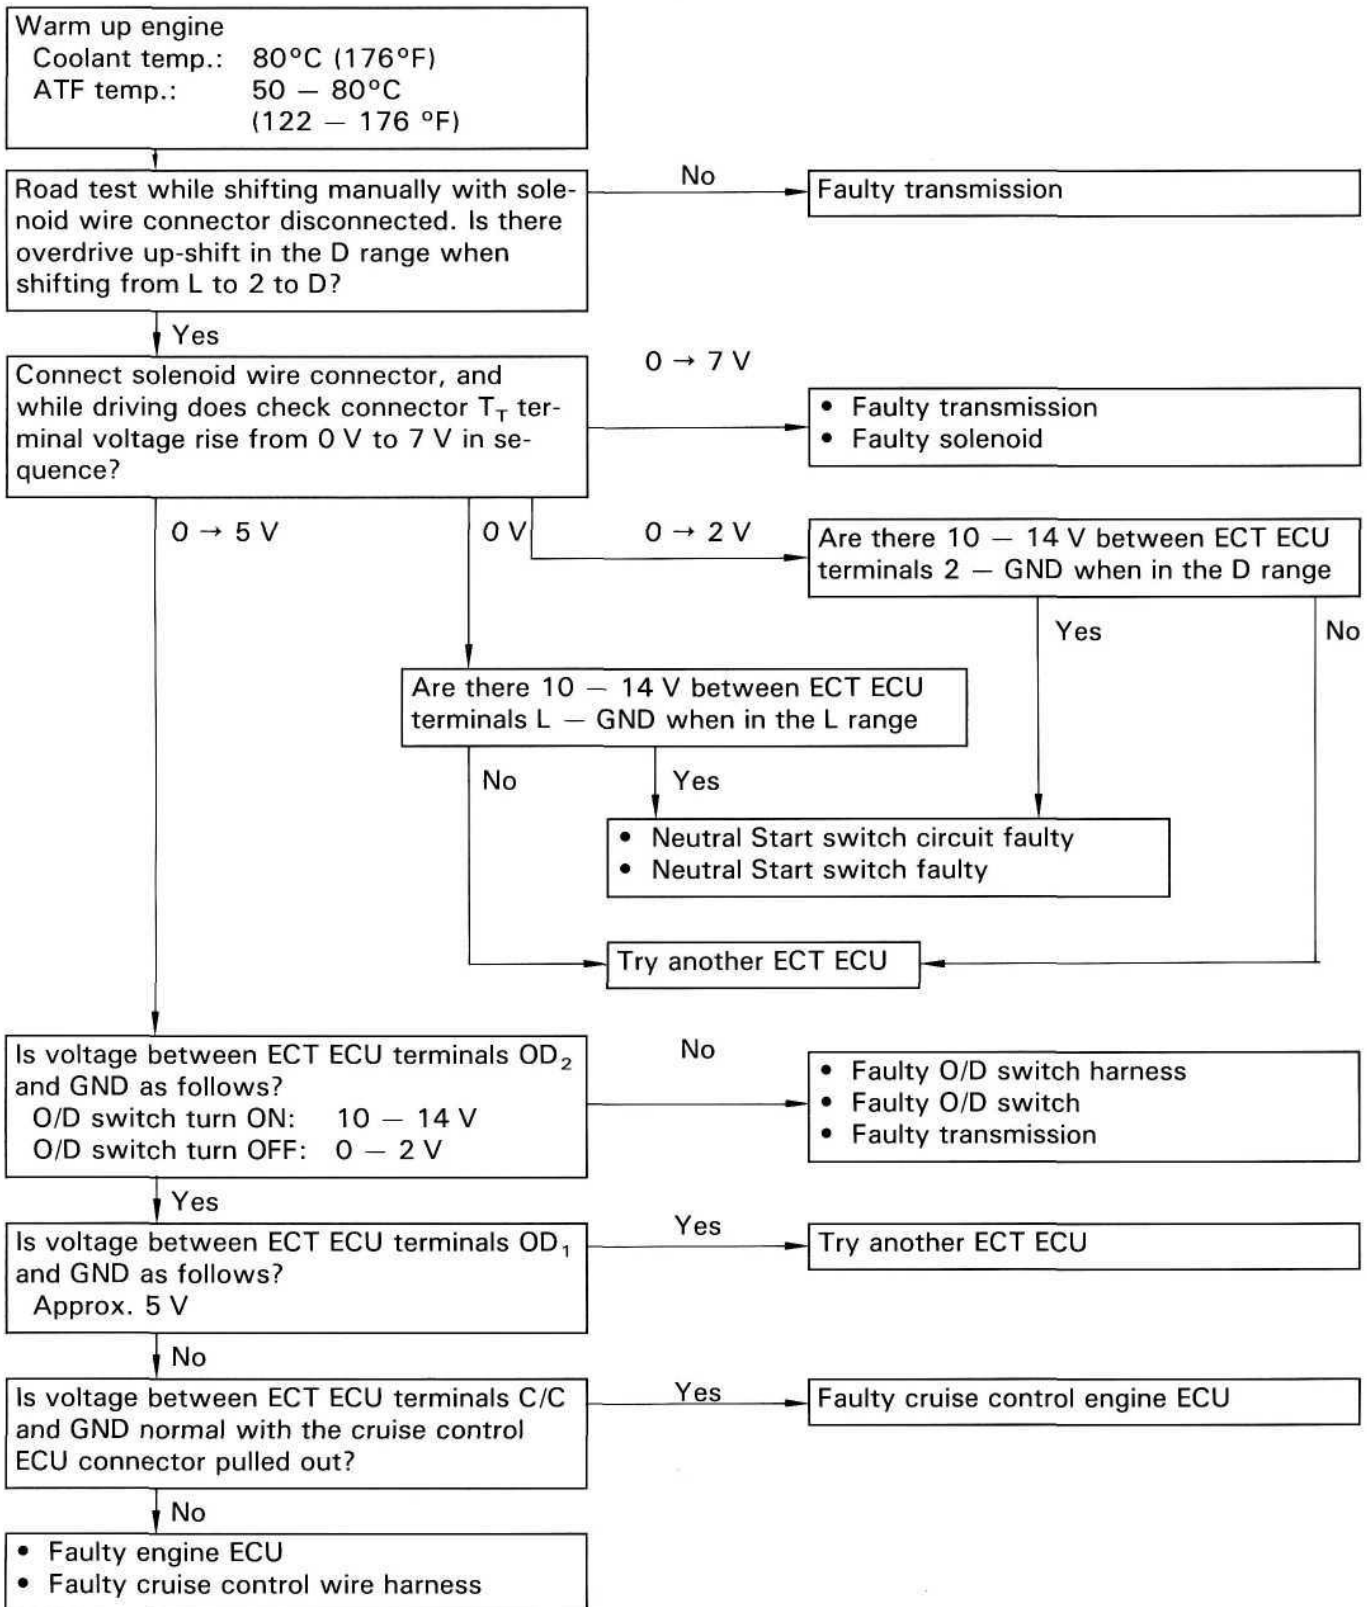 Warm up engine
Coolant temp.: 80°C (176°F)
ATF temp.: 50 — 80°C
(122 — 176 °F)
Road test while shifting manually with sole-
noid wire connector disconnected. Is there
overdrive up-shift in the D range when
shifting from L to 2 to D?
No
Faulty transmission
Yes
Connect solenoid wire connector, and
while driving does check connector T_T ter-
minal voltage rise from 0 V to 7 V in se-
quence?
0 → 7 V
• Faulty transmission
• Faulty solenoid
0 → 5 V
0 V
0 → 2 V
Are there 10 — 14 V between ECT ECU
terminals 2 — GND when in the D range
Yes
No
Are there 10 — 14 V between ECT ECU
terminals L — GND when in the L range
No
Yes
• Neutral Start switch circuit faulty
• Neutral Start switch faulty
Try another ECT ECU
Is voltage between ECT ECU terminals OD₂
and GND as follows?
O/D switch turn ON: 10 — 14 V
O/D switch turn OFF: 0 — 2 V
No
• Faulty O/D switch harness
• Faulty O/D switch
• Faulty transmission
Yes
Is voltage between ECT ECU terminals OD₁
and GND as follows?
Approx. 5 V
Yes
Try another ECT ECU
No
Is voltage between ECT ECU terminals C/C
and GND normal with the cruise control
ECU connector pulled out?
Yes
Faulty cruise control engine ECU
No
• Faulty engine ECU
• Faulty cruise control wire harness